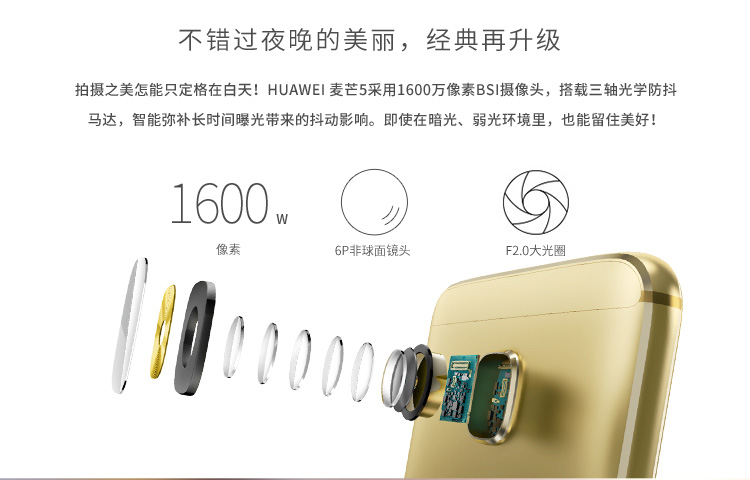 不错过夜晚的美丽，经典再升级
拍摄之美怎能只定格在白天！HUAWEI 麦芒5采用1600万像素BSI摄像头，搭载三轴光学防抖
马达，智能弥补长时间曝光带来的抖动影响。即使在暗光、弱光环境里，也能留住美好！
1600 W
像素
6P非球面镜头
F2.0大光圈